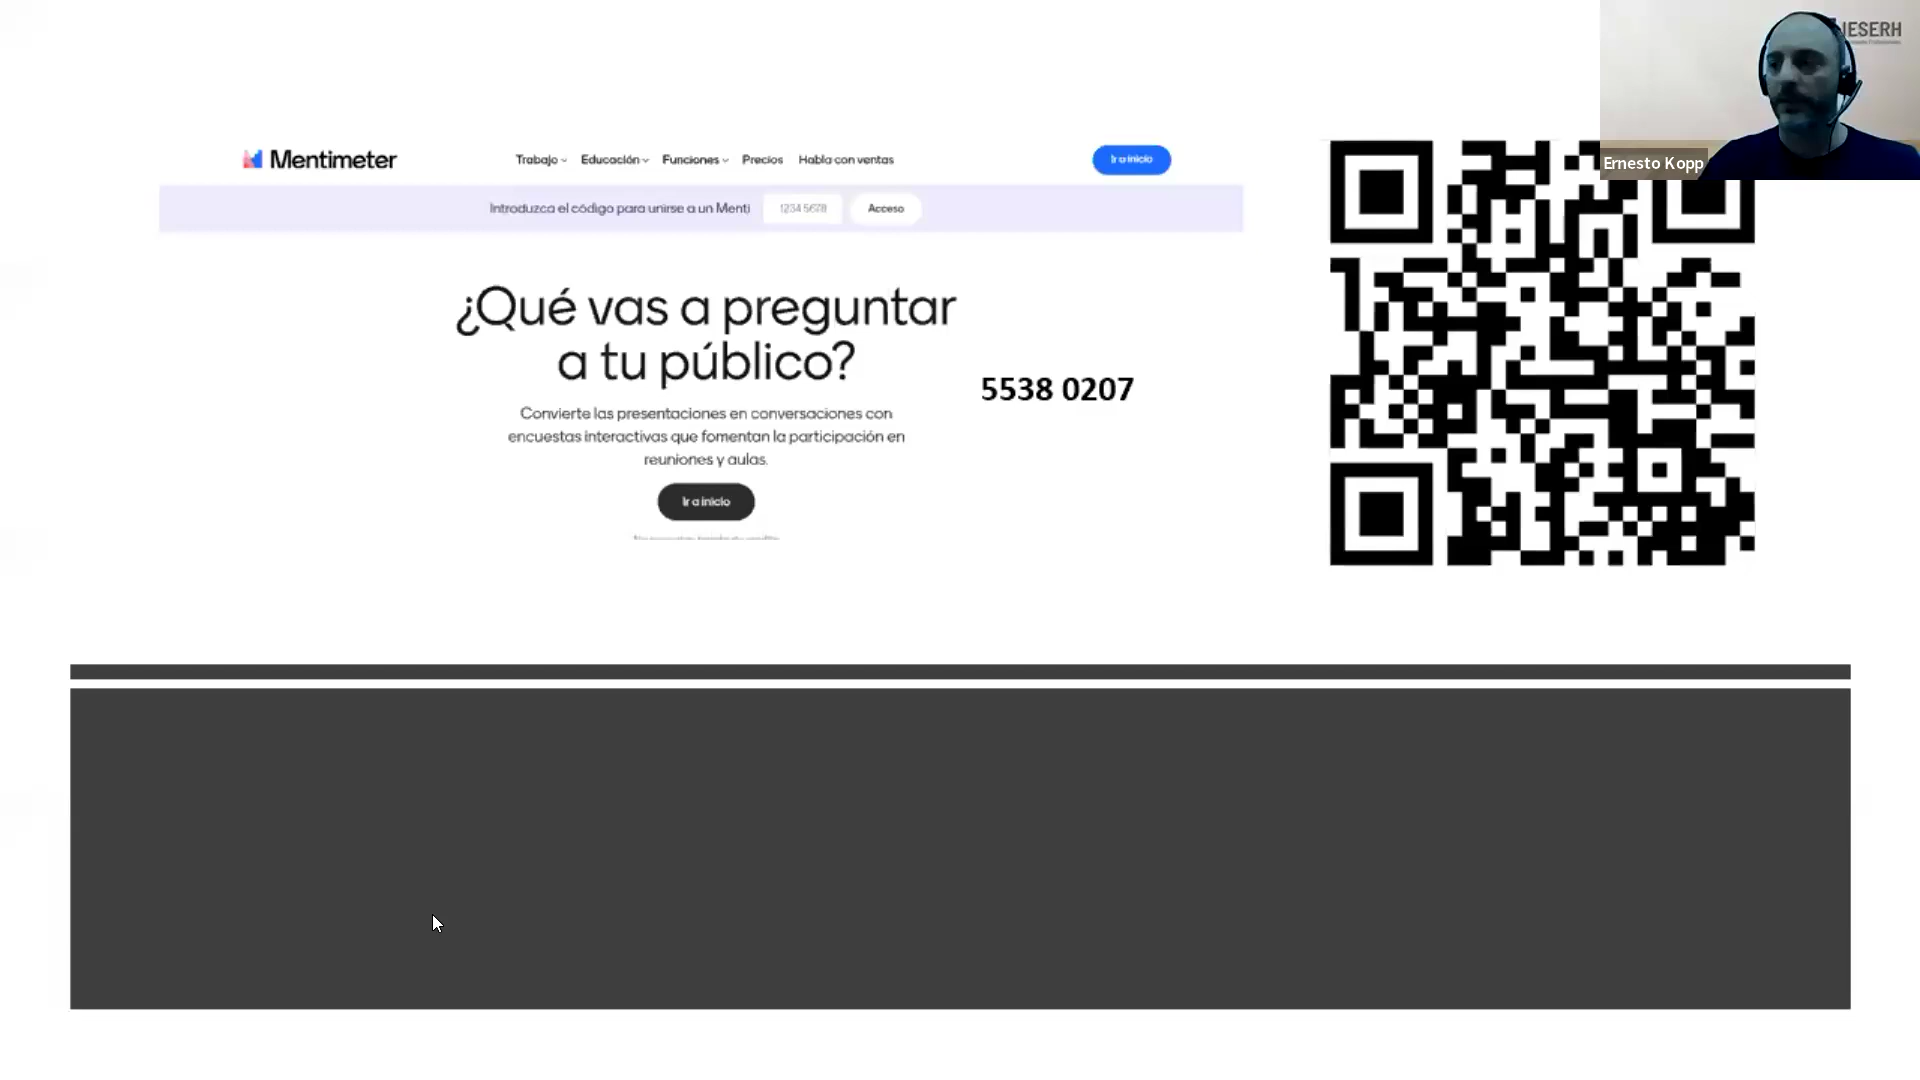 IESERH
Ernesto Kopp
Mentimeter
Trabajo Educación Funciones Precios Habla con ventas
Ir a inicio
Introduzca el código para unirse a un Menti 1234 5678 Acceso
¿Qué vas a preguntar
a tu público?
5538 0207
Convierte las presentaciones en conversaciones con
encuestas interactivas que fomentan la participación en
reuniones y aulas.
Ir a inicio